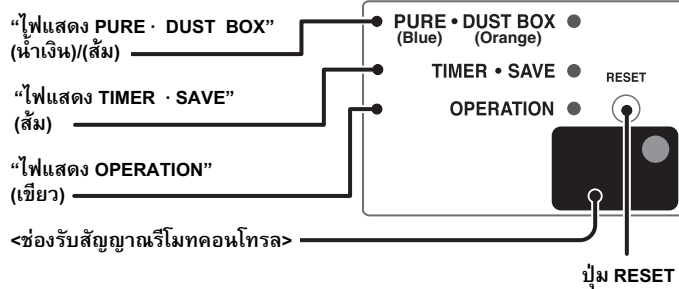 “ไฟแสดง PURE · DUST BOX”
(น้ำเงิน)/(ส้ม)
“ไฟแสดง TIMER · SAVE”
(ส้ม)
“ไฟแสดง OPERATION”
(เขียว)
<ช่องรับสัญญาณรีโมทคอนโทรล>
PURE • DUST BOX
(Blue) (Orange)
TIMER • SAVE
OPERATION
RESET
ปุ่ม RESET